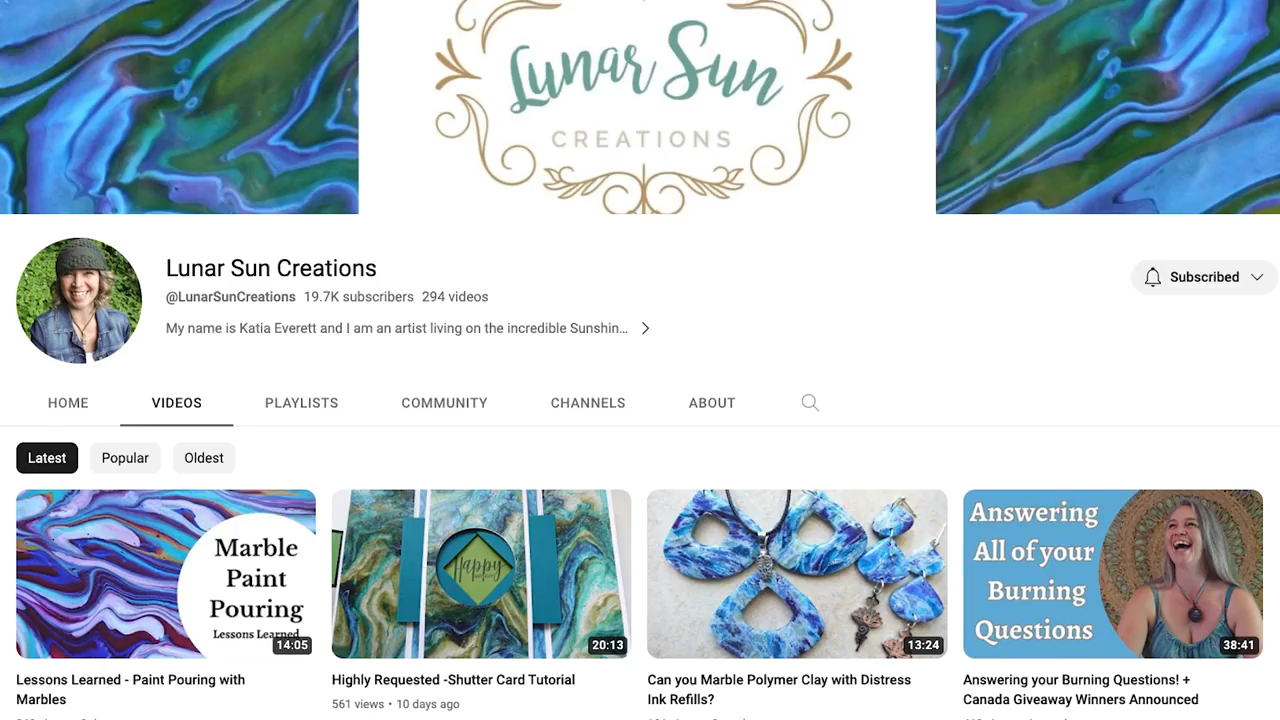 Lunar Sun
CREATIONS
Lunar Sun Creations
@LunarSunCreations 19.7K subscribers 294 videos
My name is Katia Everett and I am an artist living on the incredible Sunshin...
Subscribed
HOME VIDEOS PLAYLISTS COMMUNITY CHANNELS ABOUT
Latest Popular Oldest
Marble
Paint
Pouring
Lessons Learned
14:05
Happy
20:13
13:24
Answering
All of your
Burning
Questions
38:41
Lessons Learned - Paint Pouring with
Marbles
Highly Requested -Shutter Card Tutorial
561 views • 10 days ago
Can you Marble Polymer Clay with Distress
Ink Refills?
Answering your Burning Questions! +
Canada Giveaway Winners Announced